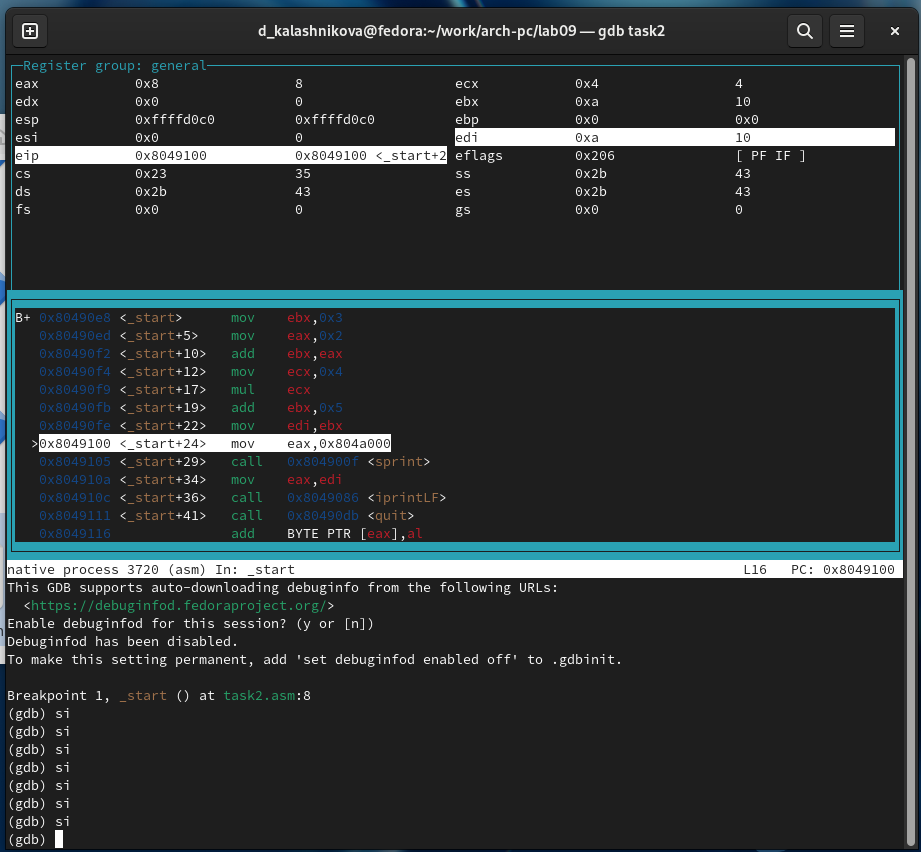 d_kalashnikova@fedora:~/work/arch-pc/lab09 — gdb task2
Register group: general
eax 0x8 8 ecx 0x4 4
edx 0x0 0 ebx 0xa 10
esp 0xffffd0c0 0xffffd0c0 ebp 0x0 0x0
esi 0x0 0 edi 0xa 10
eip 0x8049100 0x8049100 <_start+2 eflags 0x206 [ PF IF ]
cs 0x23 35 ss 0x2b 43
ds 0x2b 43 es 0x2b 43
fs 0x0 0 gs 0x0 0
B+ 0x80490e8 <_start> mov ebx,0x3
0x80490ed <_start+5> mov eax,0x2
0x80490f2 <_start+10> add ebx,eax
0x80490f4 <_start+12> mov ecx,0x4
0x80490f9 <_start+17> mul ecx
0x80490fb <_start+19> add ebx,0x5
0x80490fe <_start+22> mov edi,ebx
>0x8049100 <_start+24> mov eax,0x804a000
0x8049105 <_start+29> call 0x804900f <sprint>
0x804910a <_start+34> mov eax,edi
0x804910c <_start+36> call 0x8049086 <iprintLF>
0x8049111 <_start+41> call 0x80490db <quit>
0x8049116 add BYTE PTR [eax],al
native process 3720 (asm) In: _start L16 PC: 0x8049100
This GDB supports auto-downloading debuginfo from the following URLs:
<https://debuginfod.fedoraproject.org/>
Enable debuginfod for this session? (y or [n])
Debuginfod has been disabled.
To make this setting permanent, add 'set debuginfod enabled off' to .gdbinit.
Breakpoint 1, _start () at task2.asm:8
(gdb) si
(gdb) si
(gdb) si
(gdb) si
(gdb) si
(gdb) si
(gdb) si
(gdb)